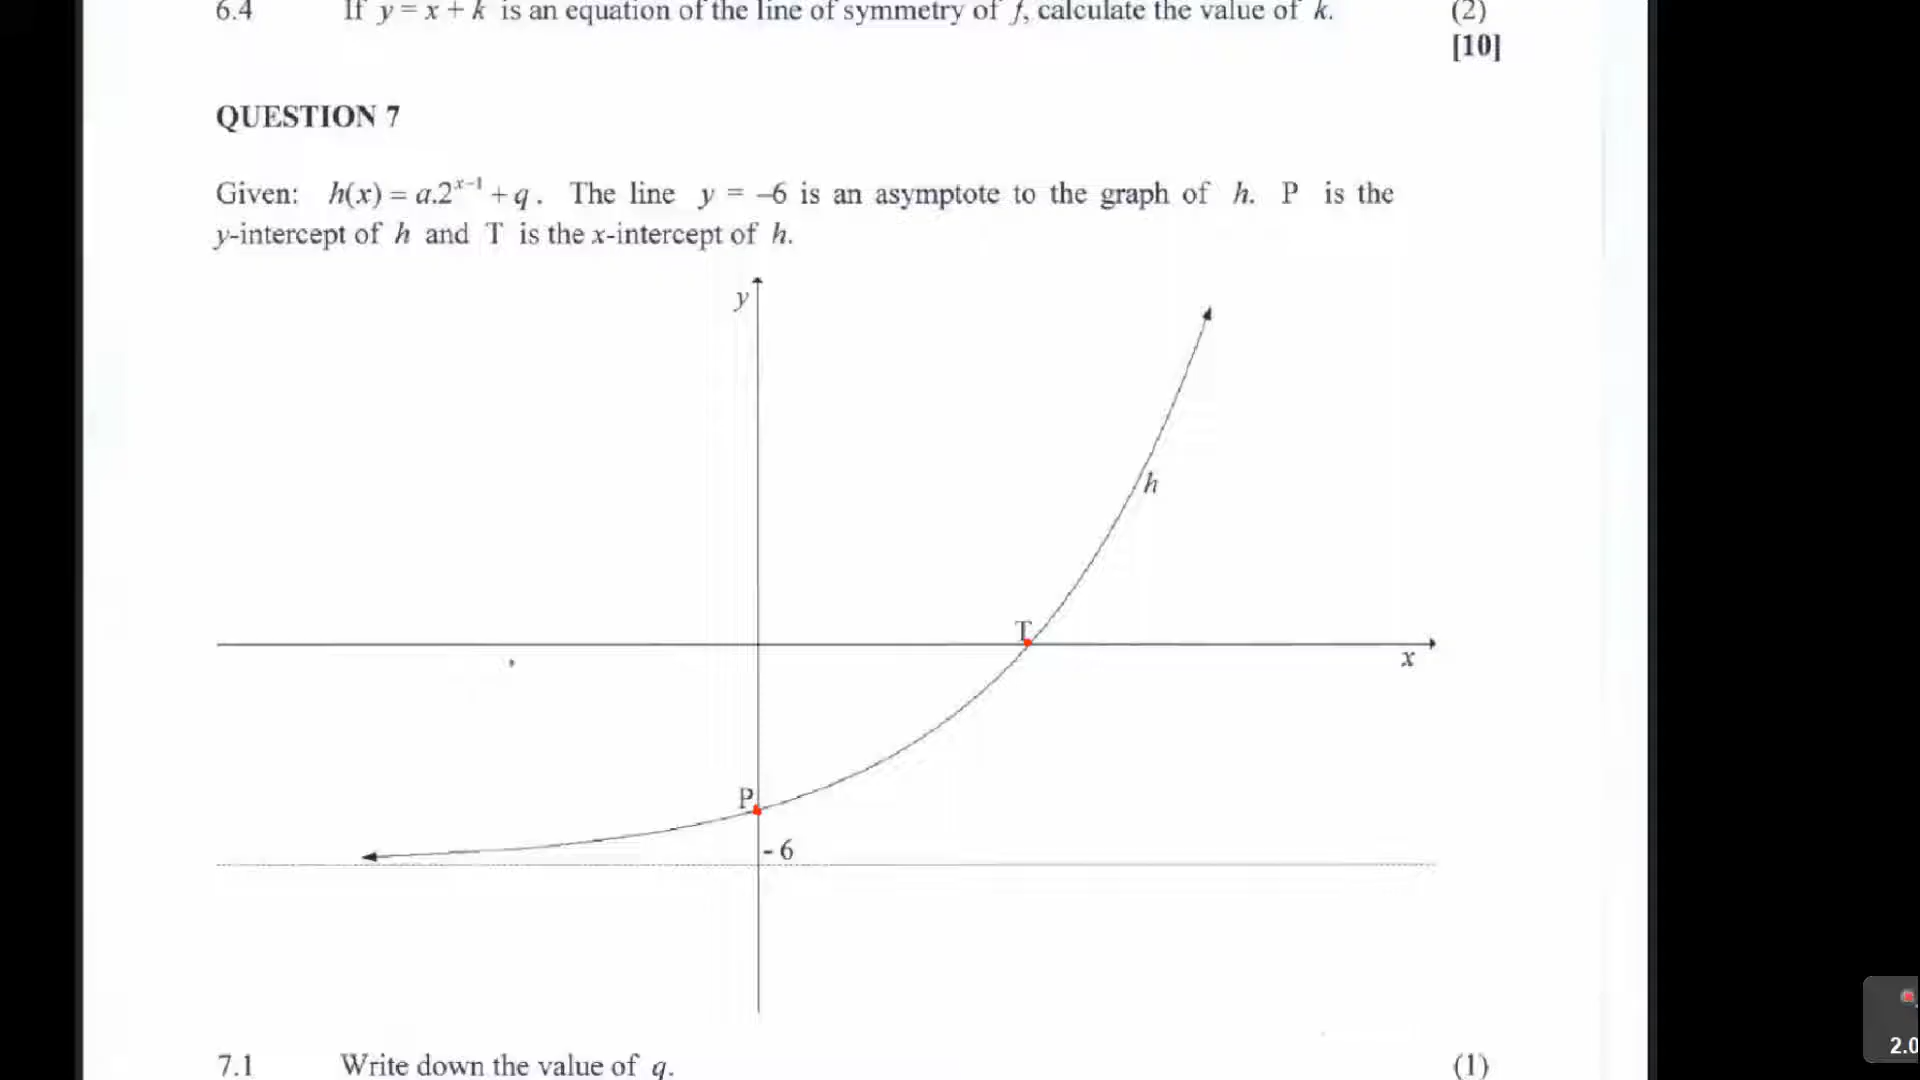 6.4 If y = x + k is an equation of the line of symmetry of f, calculate the value of k. (2)
[10]
QUESTION 7
Given: h(x) = a.2^{x-1} + q. The line y = –6 is an asymptote to the graph of h. P is the
y-intercept of h and T is the x-intercept of h.
y
h
T
x
P
- 6
7.1 Write down the value of q. (1)
2.0